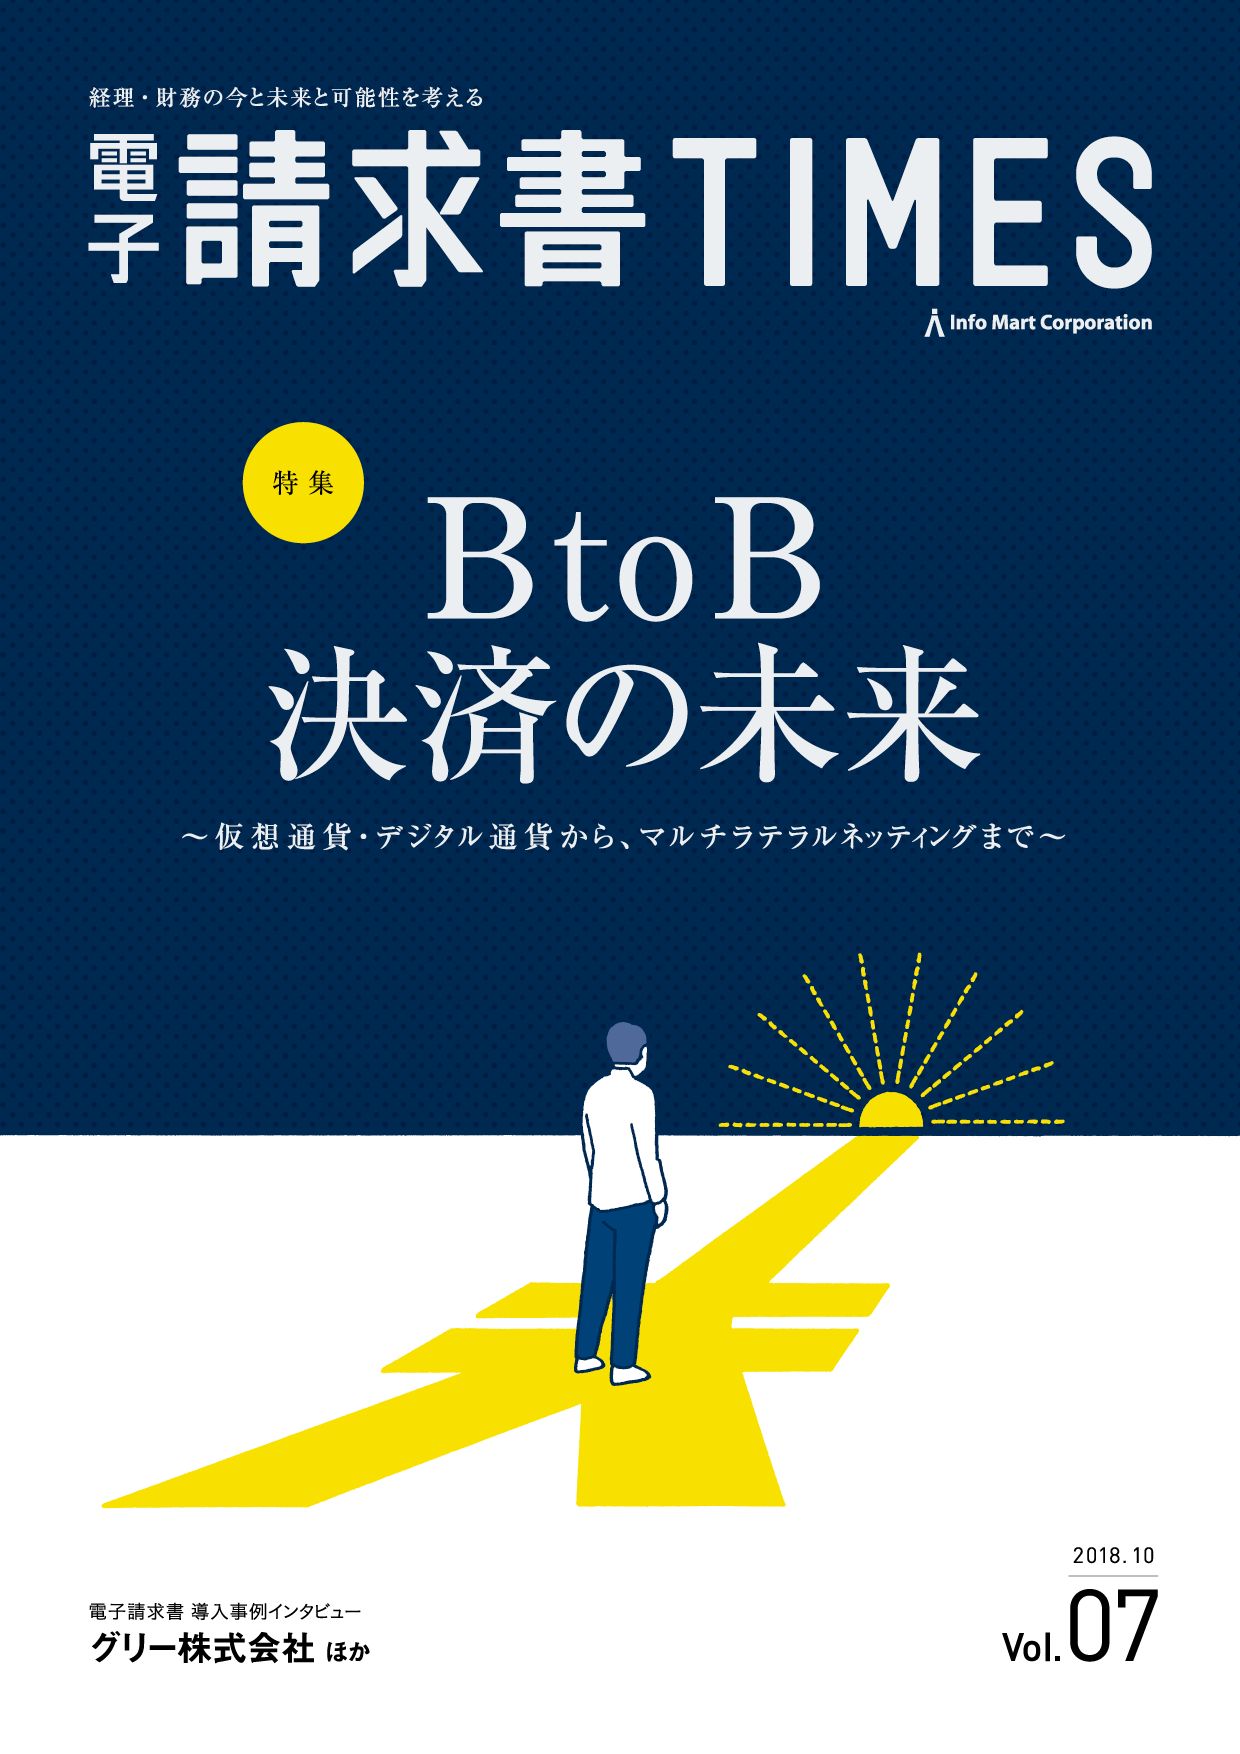 経理・財務の今と未来と可能性を考える
電子請求書TIMES
Info Mart Corporation
特集
BtoB
決済の未来
〜仮想通貨・デジタル通貨から、マルチラテラルネッティングまで〜
2018.10
Vol.07
電子請求書 導入事例インタビュー
グリー株式会社 ほか